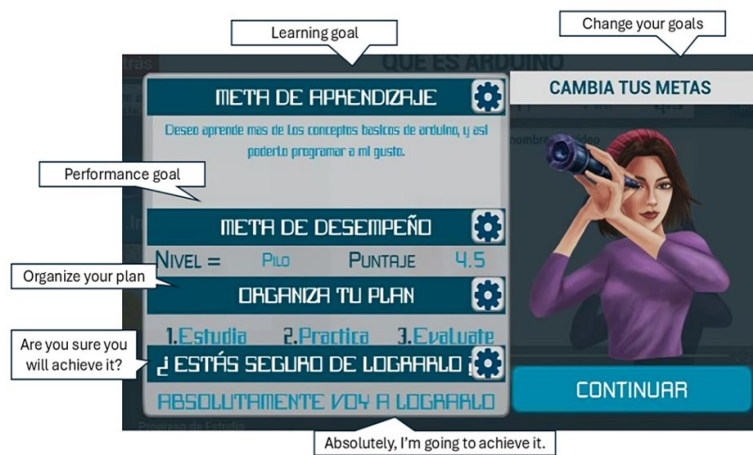 Learning goal
Change your goals
QUE ES ARDUINO
META DE APRENDIZAJE
CAMBIA TUS METAS
Deseo aprende mas de los conceptos basicos de arduino, y asi
poderlo programar a mi gusto.
Performance goal
META DE DESEMPEÑO
NIVEL = PILO PUNTAJE 4.5
Organize your plan
ORGANIZA TU PLAN
1.Estudia 2.Practica 3.Evaluate
Are you sure you
will achieve it?
¿ ESTÁS SEGURO DE LOGRARLO
ABSOLUTAMENTE VOY A LOGRARLO
CONTINUAR
Absolutely, I'm going to achieve it.
Progreso de Estudio